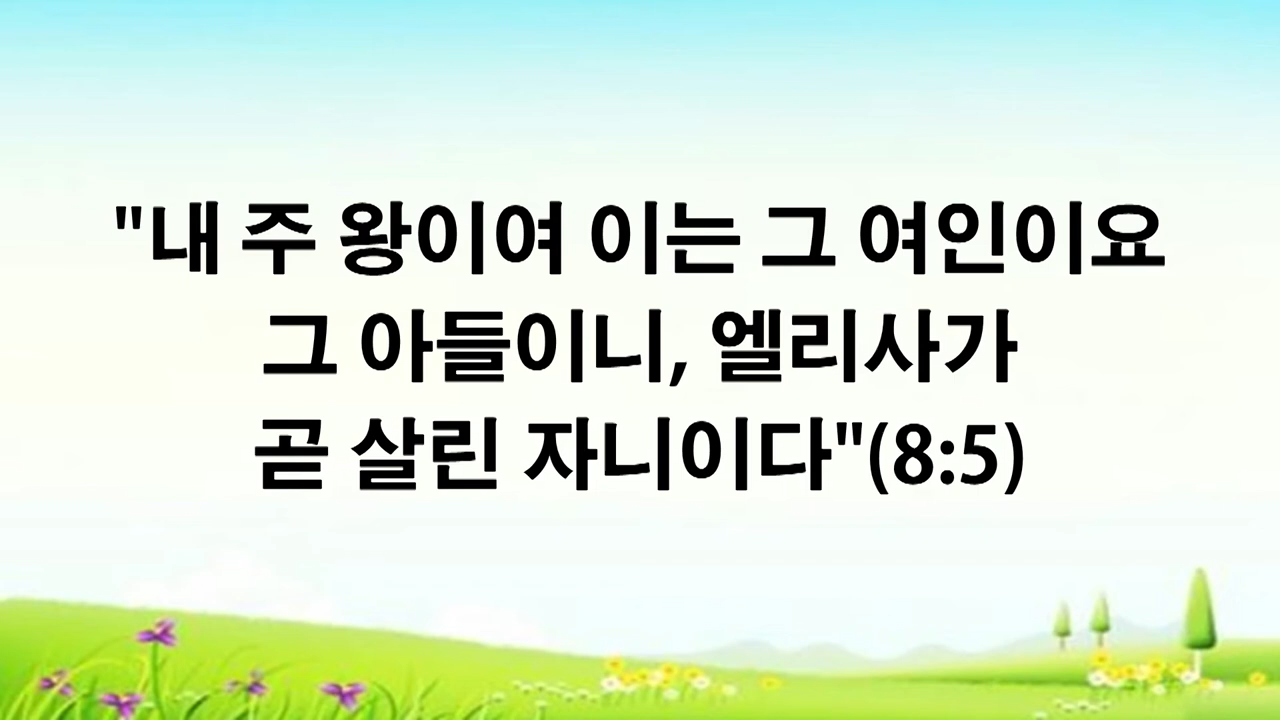 "내 주 왕이여 이는 그 여인이요
그 아들이니, 엘리사가
곧 살린 자니이다"(8:5)